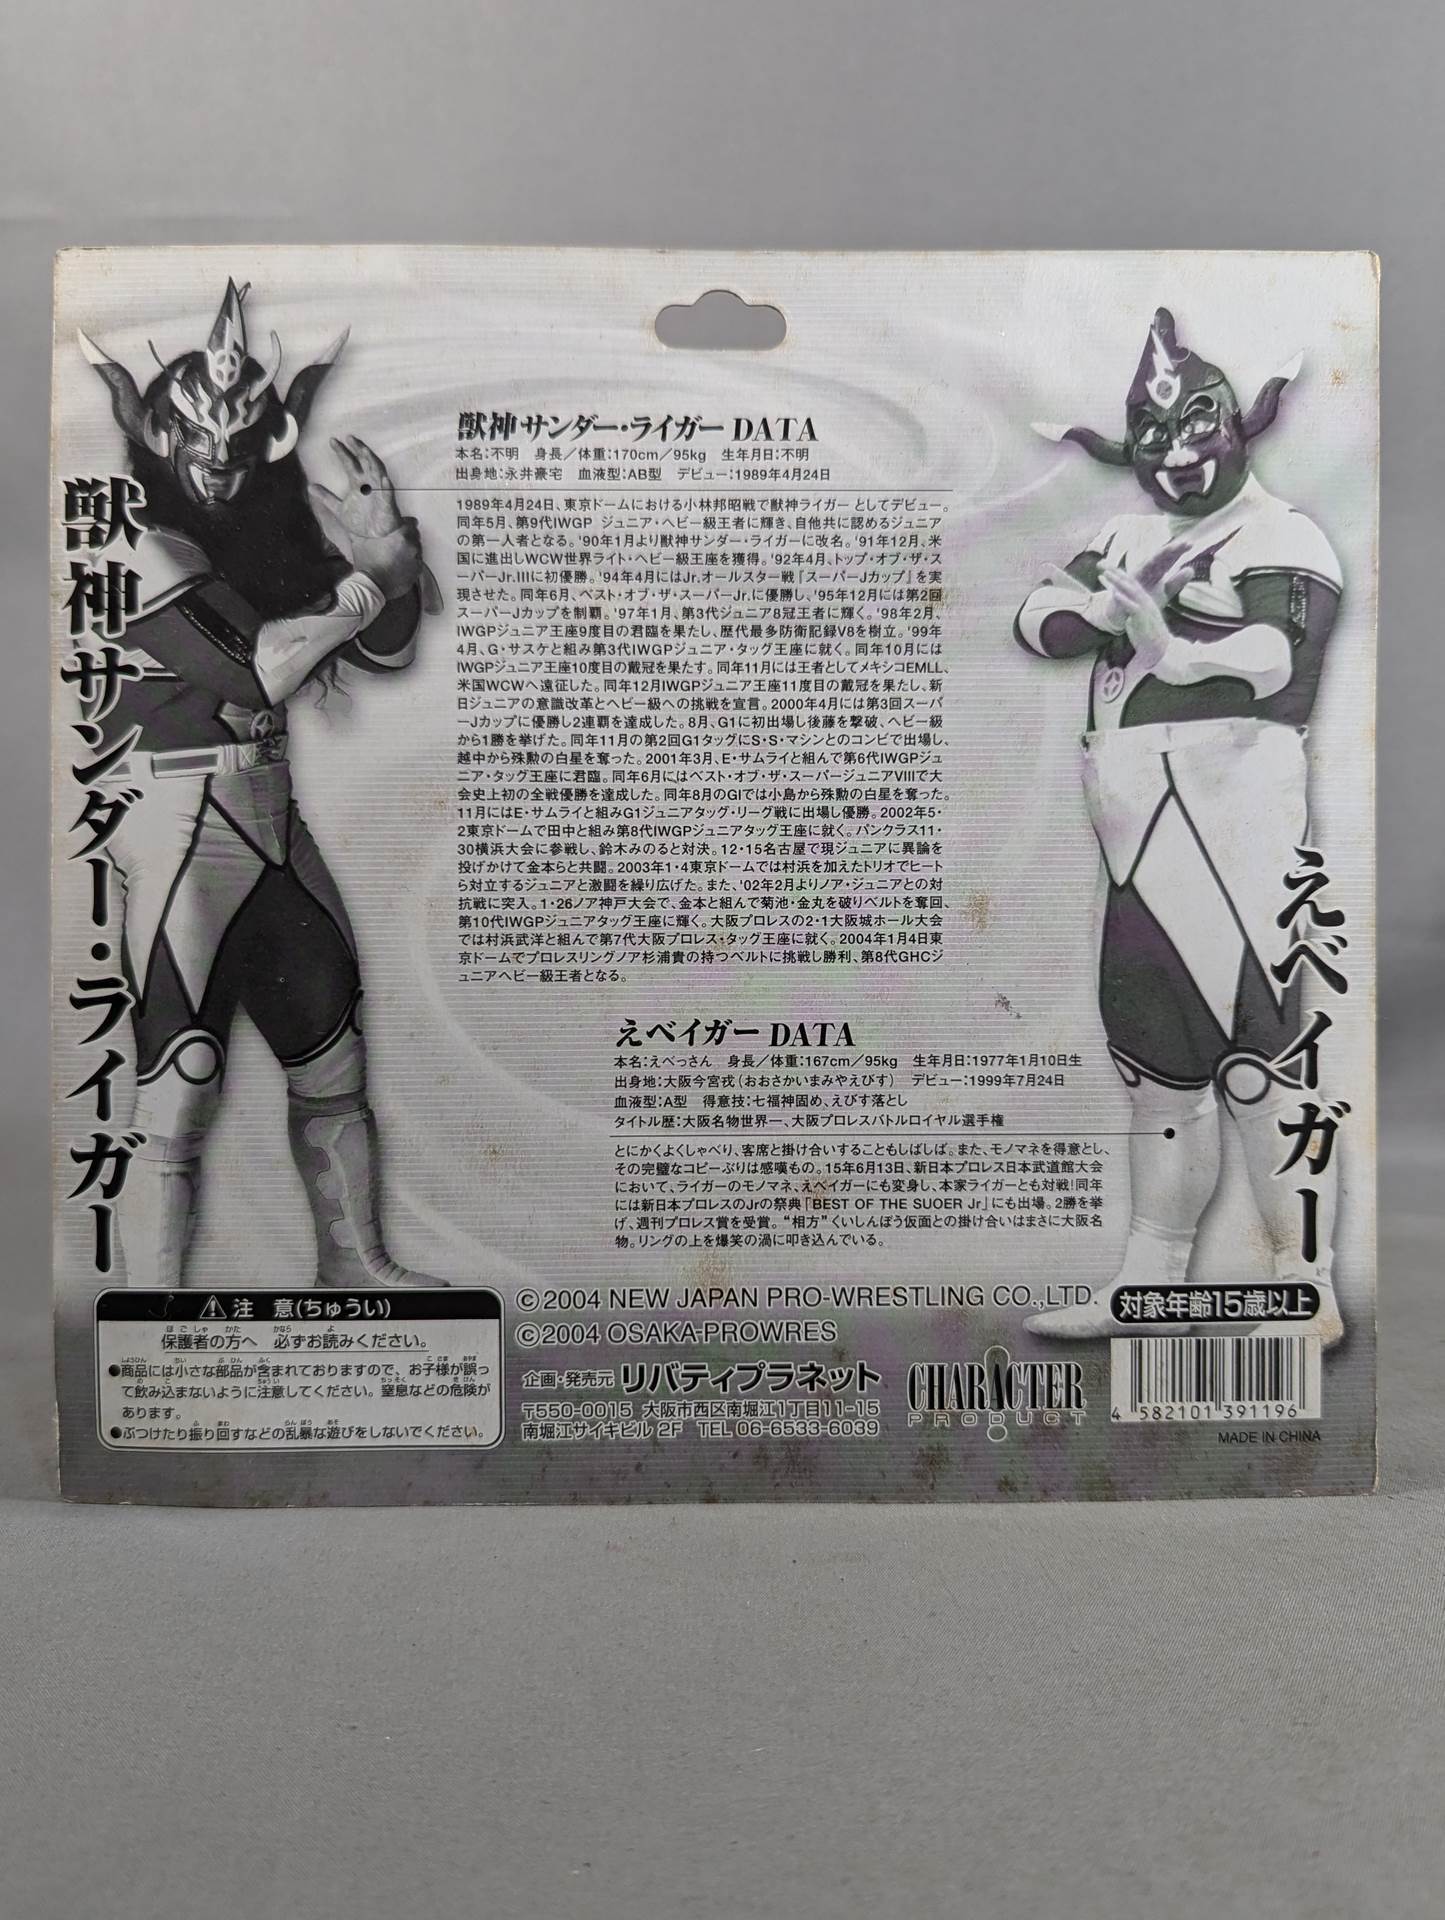 獣神サンダー・ライガー
獣神サンダー・ライガー DATA
本名:不明 身長/体重:170cm/95kg 生年月日:不明
出身地:永井豪宅 血液型:AB型 デビュー:1989年4月24日
1989年4月24日、東京ドームにおける小林邦昭戦で獣神ライガー としてデビュー。
同年5月、第9代IWGP ジュニア・ヘビー級王者に輝き、自他共に認めるジュニア
の第一人者となる。'90年1月より獣神サンダー・ライガーに改名。'91年12月、米
国に進出しWCW世界ライト・ヘビー級王座を獲得。'92年4月、トップ・オブ・ザ・ス
ーパーJr.IIIに初優勝。'94年4月にはJr.オールスター戦『スーパーJカップ』を実
現させた。同年6月、ベスト・オブ・ザ・スーパーJr.に優勝し、'95年12月には第2回
スーパーJカップを制覇。'97年1月、第3代ジュニア8冠王者に輝く。'98年2月、
IWGPジュニア王座9度目の君臨を果たし、歴代最多防衛記録V8を樹立。'99年
4月、G・サスケと組み第3代IWGPジュニア・タッグ王座に就く。同年10月には
IWGPジュニア王座10度目の戴冠を果たす。同年11月には王者としてメキシコEMLL、
米国WCWへ遠征した。同年12月IWGPジュニア王座11度目の戴冠を果たし、新
日ジュニアの意識改革とヘビー級への挑戦を宣言。2000年4月には第3回スーパ
ーJカップに優勝し2連覇を達成した。8月、G1に初出場し後藤を撃破、ヘビー級
から1勝を挙げた。同年11月の第2回G1タッグにS・S・マシンとのコンビで出場し、
越中から殊勲の白星を奪った。2001年3月、E・サムライと組んで第6代IWGPジュ
ニア・タッグ王座に君臨。同年6月にはベスト・オブ・ザ・スーパージュニアVIIIで大
会史上初の全戦優勝を達成した。同年8月のGIでは小島から殊勲の白星を奪った。
11月にはE・サムライと組みG1ジュニアタッグ・リーグ戦に出場し優勝。2002年5・
2東京ドームで田中と組み第8代IWGPジュニアタッグ王座に就く。パンクラス11・
30横浜大会に参戦し、鈴木みのると対決。12・15名古屋で現ジュニアに異論を
投げかけて金本らと共闘。2003年1・4東京ドームでは村浜を加えたトリオでヒート
ら対立するジュニアと激闘を繰り広げた。また、'02年2月よりノア・ジュニアとの対
抗戦に突入。1・26ノア神戸大会で、金本と組んで菊池・金丸を破りベルトを奪回、
第10代IWGPジュニアタッグ王座に輝く。大阪プロレスの2・1大阪城ホール大会
では村浜武洋と組んで第7代大阪プロレス・タッグ王座に就く。2004年1月4日東
京ドームでプロレスリングノア杉浦貴の持つベルトに挑戦し勝利、第8代GHCジ
ュニアヘビー級王者となる。
えべイガー
えべイガー DATA
本名:えべっさん 身長/体重:167cm/95kg 生年月日:1977年1月10日生
出身地:大阪今宮戎(おおさかいまみやえびす) デビュー:1999年7月24日
血液型:A型 得意技:七福神固め、えびす落とし
タイトル歴:大阪名物世界一、大阪プロレスバトルロイヤル選手権
とにかくよくしゃべり、客席と掛け合いすることもしばしば。また、モノマネを得意とし、
その完璧なコピーぶりは感嘆もの。15年6月13日、新日本プロレス日本武道館大会
において、ライガーのモノマネ、えべイガーにも変身し、本家ライガーとも対戦!同年
には新日本プロレスのJrの祭典「BEST OF THE SUOER Jr」にも出場。2勝を挙
げ、週刊プロレス賞を受賞。“相方”くいしんぼう仮面との掛け合いはまさに大阪名
物。リングの上を爆笑の渦に叩き込んでいる。
⚠注 意(ちゅうい)
保護者の方へ 必ずお読みください。
●商品には小さな部品が含まれておりますので、お子様が誤っ
て飲み込まないように注意してください。窒息などの危険が
あります。
●ぶつけたり振り回すなどの乱暴な遊びをしないでください。
©2004 NEW JAPAN PRO-WRESTLING CO.,LTD.
©2004 OSAKA-PROWRES
企画・発売元 リバティプラネット
〒550-0015 大阪市西区南堀江1丁目11-15
南堀江サイキビル 2F TEL 06-6533-6039
CHARACTER
PRODUCT
対象年齢15歳以上
4 582101 391196
MADE IN CHINA